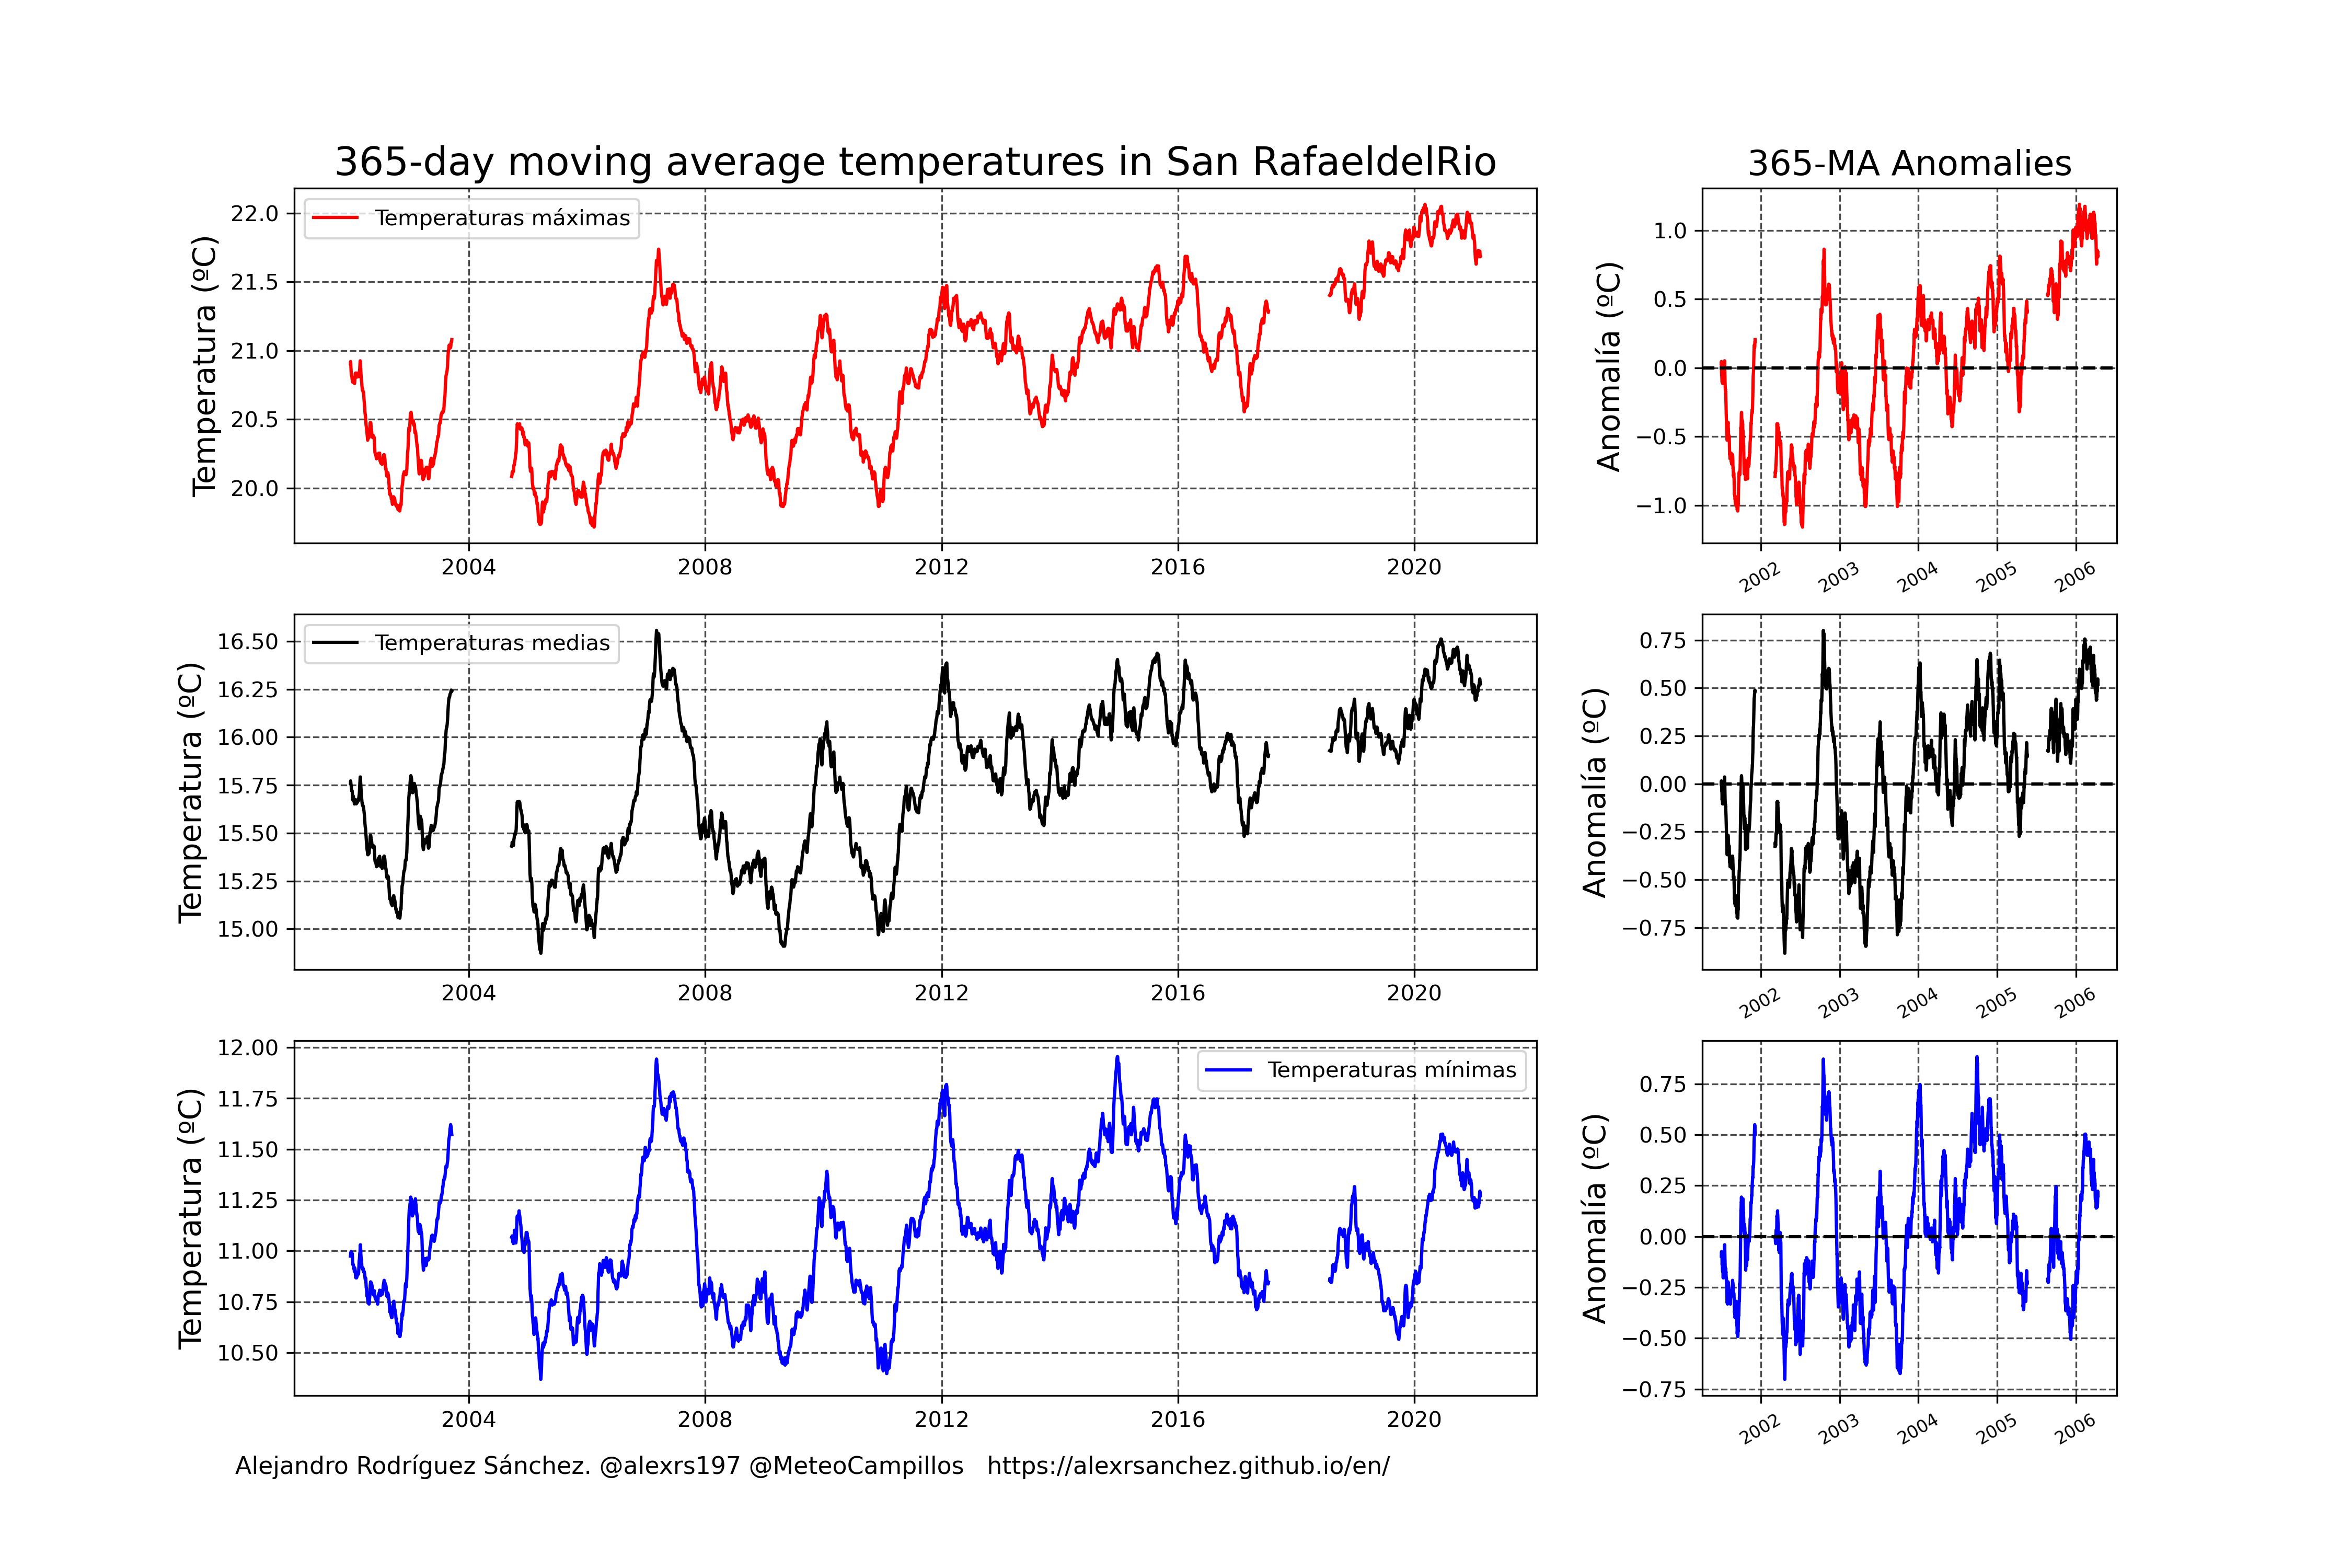 365-day moving average temperatures in San RafaeldelRio
365-MA Anomalies
Temperatura (ºC)
22.0
21.5
21.0
20.5
20.0
Temperaturas máximas
2004 2008 2012 2016 2020
Anomalía (ºC)
1.0
0.5
0.0
−0.5
−1.0
2002 2003 2004 2005 2006
Temperatura (ºC)
16.50
16.25
16.00
15.75
15.50
15.25
15.00
Temperaturas medias
2004 2008 2012 2016 2020
Anomalía (ºC)
0.75
0.50
0.25
0.00
−0.25
−0.50
−0.75
2002 2003 2004 2005 2006
Temperatura (ºC)
12.00
11.75
11.50
11.25
11.00
10.75
10.50
Temperaturas mínimas
2004 2008 2012 2016 2020
Anomalía (ºC)
0.75
0.50
0.25
0.00
−0.25
−0.50
−0.75
2002 2003 2004 2005 2006
Alejandro Rodríguez Sánchez. @alexrs197 @MeteoCampillos https://alexrsanchez.github.io/en/